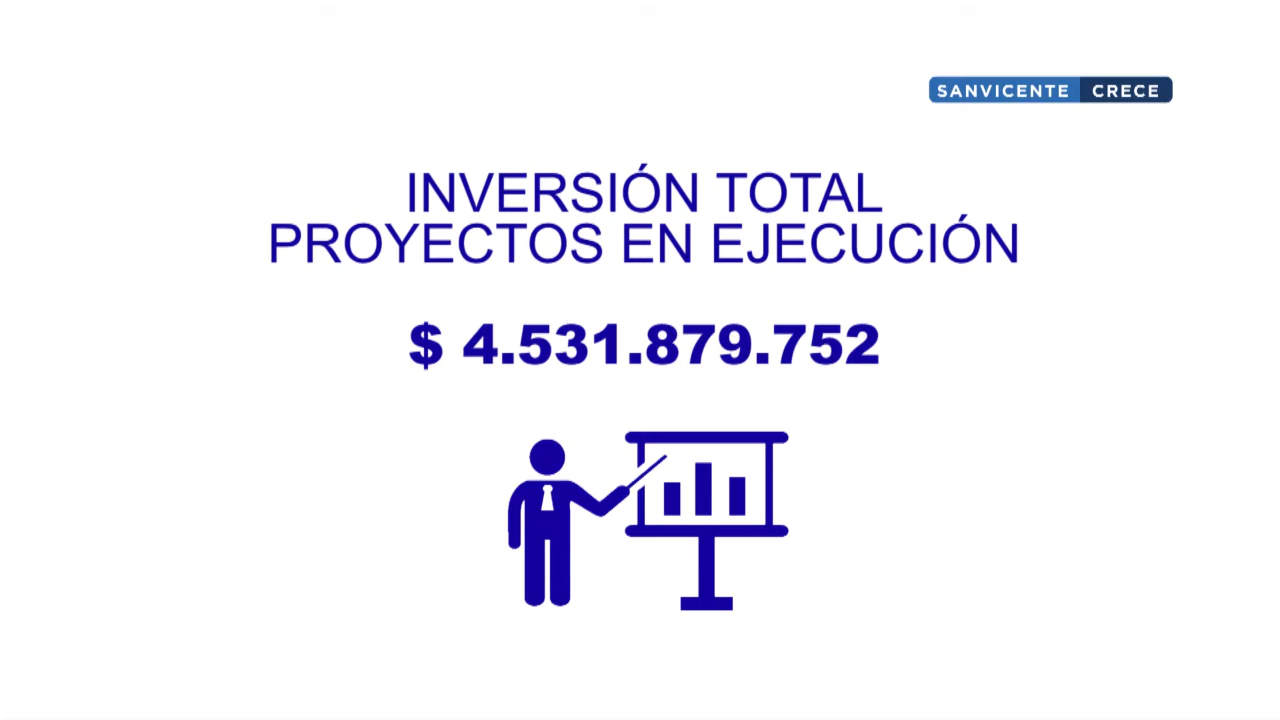 SANVICENTE CRECE
INVERSIÓN TOTAL
PROYECTOS EN EJECUCIÓN
$ 4.531.879.752